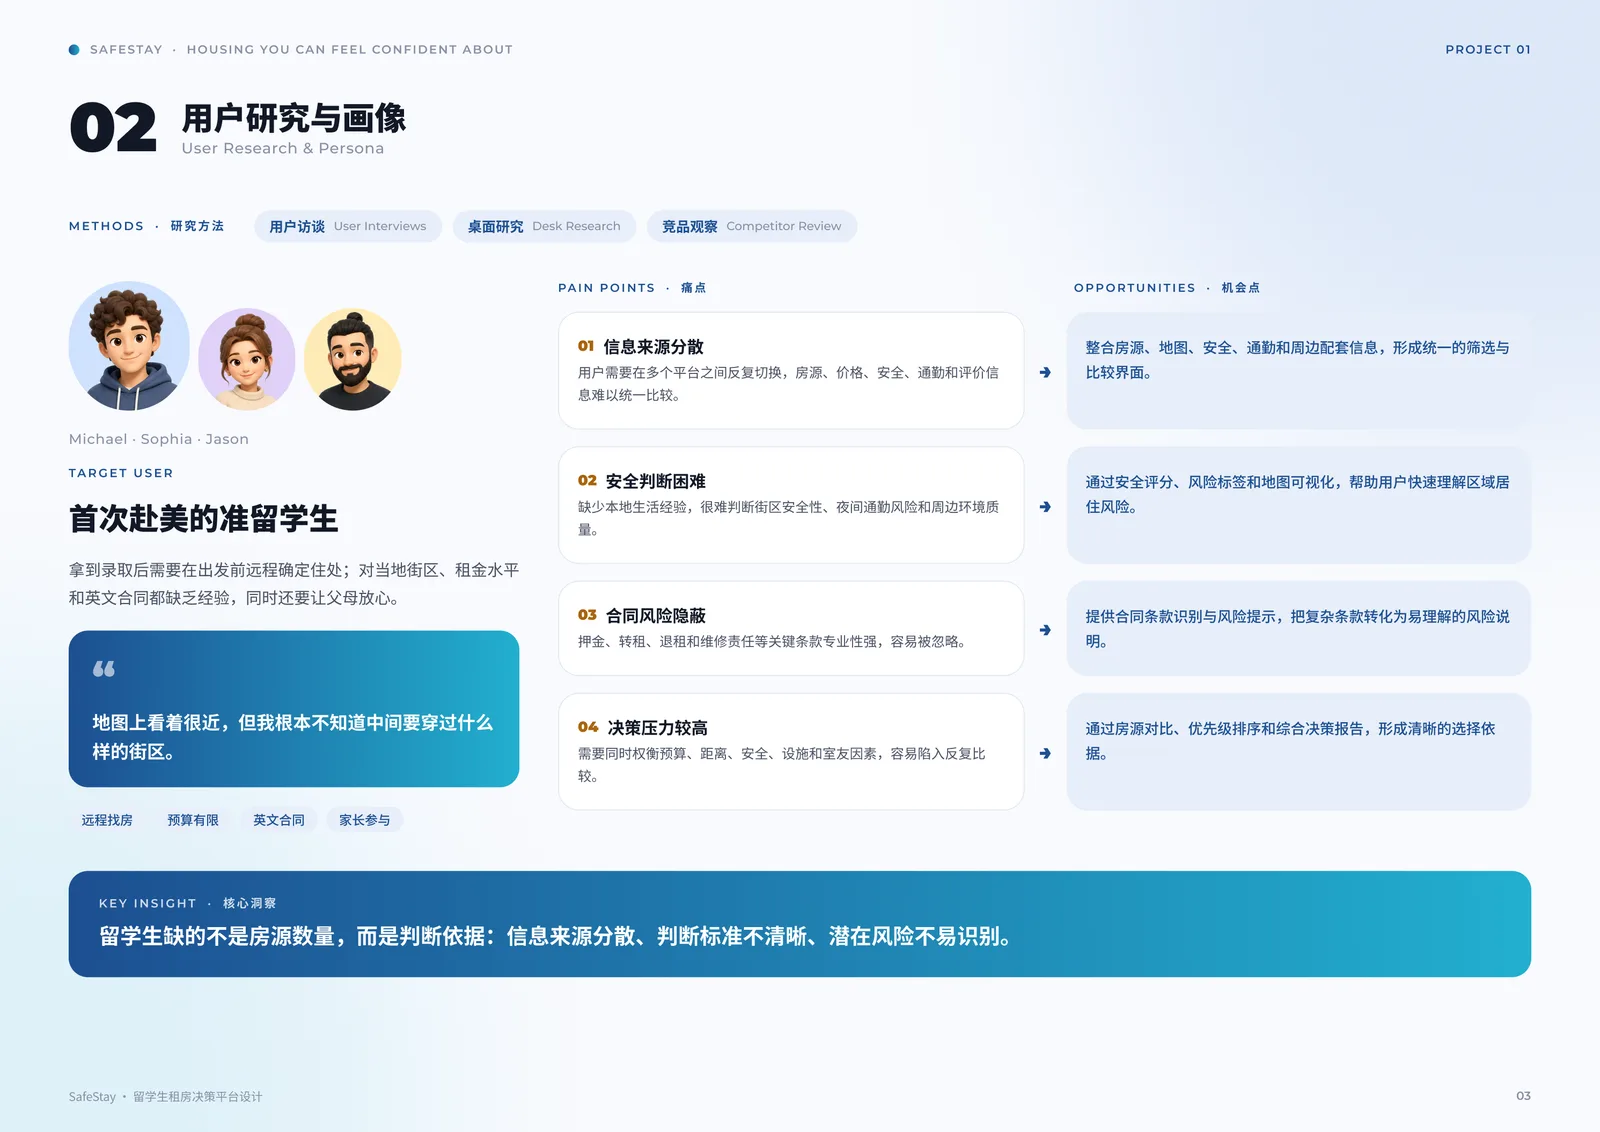 SAFESTAY · HOUSING YOU CAN FEEL CONFIDENT ABOUT
PROJECT 01
02
用户研究与画像
User Research & Persona
METHODS · 研究方法
用户访谈 User Interviews
桌面研究 Desk Research
竞品观察 Competitor Review
Michael · Sophia · Jason
TARGET USER
首次赴美的准留学生
拿到录取后需要在出发前远程确定住处；对当地街区、租金水平
和英文合同都缺乏经验，同时还要让父母放心。
“
地图上看着很近，但我根本不知道中间要穿过什么
样的街区。
远程找房
预算有限
英文合同
家长参与
PAIN POINTS · 痛点
OPPORTUNITIES · 机会点
01 信息来源分散
用户需要在多个平台之间反复切换，房源、价格、安全、通勤和评价信
息难以统一比较。
整合房源、地图、安全、通勤和周边配套信息，形成统一的筛选与
比较界面。
02 安全判断困难
缺少本地生活经验，很难判断街区安全性、夜间通勤风险和周边环境质
量。
通过安全评分、风险标签和地图可视化，帮助用户快速理解区域居
住风险。
03 合同风险隐蔽
押金、转租、退租和维修责任等关键条款专业性强，容易被忽略。
提供合同条款识别与风险提示，把复杂条款转化为易理解的风险说
明。
04 决策压力较高
需要同时权衡预算、距离、安全、设施和室友因素，容易陷入反复比
较。
通过房源对比、优先级排序和综合决策报告，形成清晰的选择依
据。
KEY INSIGHT · 核心洞察
留学生缺的不是房源数量，而是判断依据：信息来源分散、判断标准不清晰、潜在风险不易识别。
SafeStay · 留学生租房决策平台设计
03